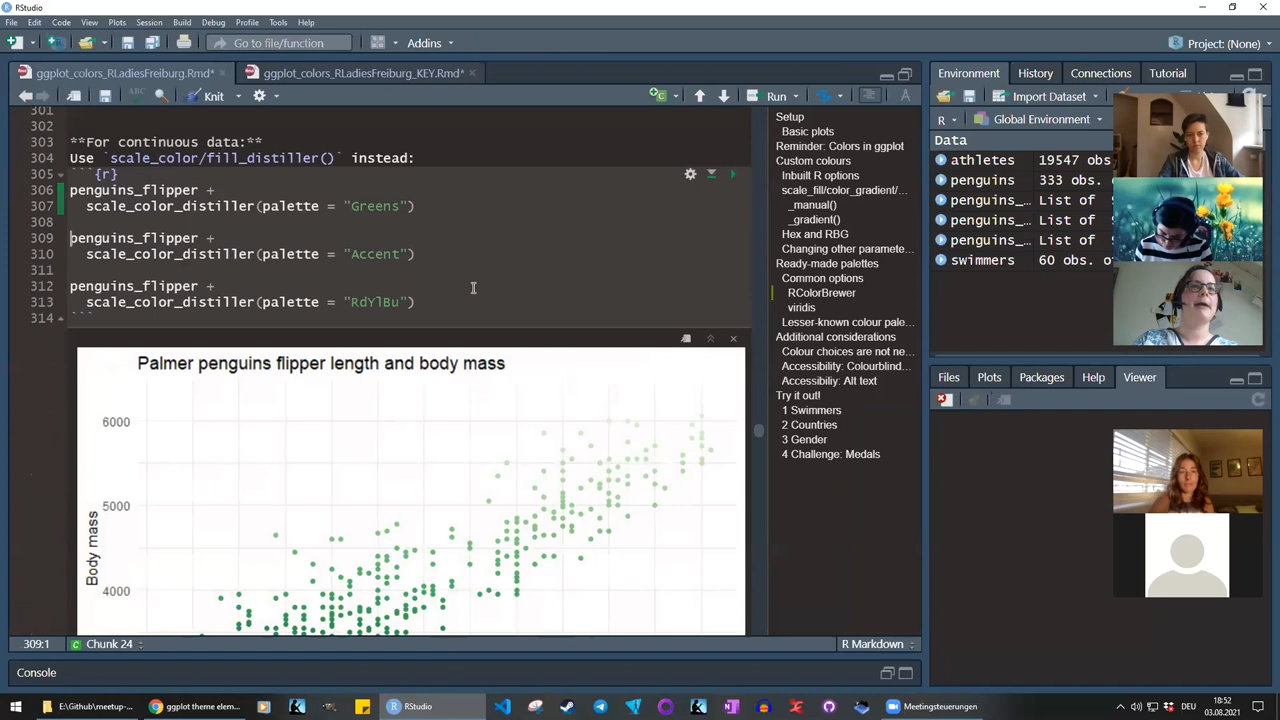 RStudio
File Edit Code View Plots Session Build Debug Profile Tools Help
Go to file/function
Addins
Project: (None)
ggplot_colors_RLadiesFreiburg.Rmd*
ggplot_colors_RLadiesFreiburg_KEY.Rmd*
ABC
Knit
Run
301
302
303 **For continuous data:**
304 Use `scale_color/fill_distiller()` instead:
305 ```{r}
306 penguins_flipper +
307 scale_color_distiller(palette = "Greens")
308
309 penguins_flipper +
310 scale_color_distiller(palette = "Accent")
311
312 penguins_flipper +
313 scale_color_distiller(palette = "RdYlBu")
314 ```
Palmer penguins flipper length and body mass
6000
5000
4000
Body mass
309:1
Chunk 24
R Markdown
Console
Setup
Basic plots
Reminder: Colors in ggplot
Custom colours
Inbuilt R options
scale_fill/color_gradient/...
_manual()
_gradient()
Hex and RBG
Changing other paramete...
Ready-made palettes
Common options
RColorBrewer
viridis
Lesser-known colour pale...
Additional considerations
Colour choices are not ne...
Accessibility: Colourblind...
Accessibiliy: Alt text
Try it out!
1 Swimmers
2 Countries
3 Gender
4 Challenge: Medals
Environment History Connections Tutorial
Import Dataset
R
Global Environment
Data
athletes 19547 obs.
penguins 333 obs.
penguins_... List of
penguins_... List of
penguins_... List of
swimmers 60 obs.
Files Plots Packages Help Viewer
E:\Github\meetup-...
ggplot theme elem...
RStudio
Meetingsteuerungen
DEU
18:52
03.08.2021